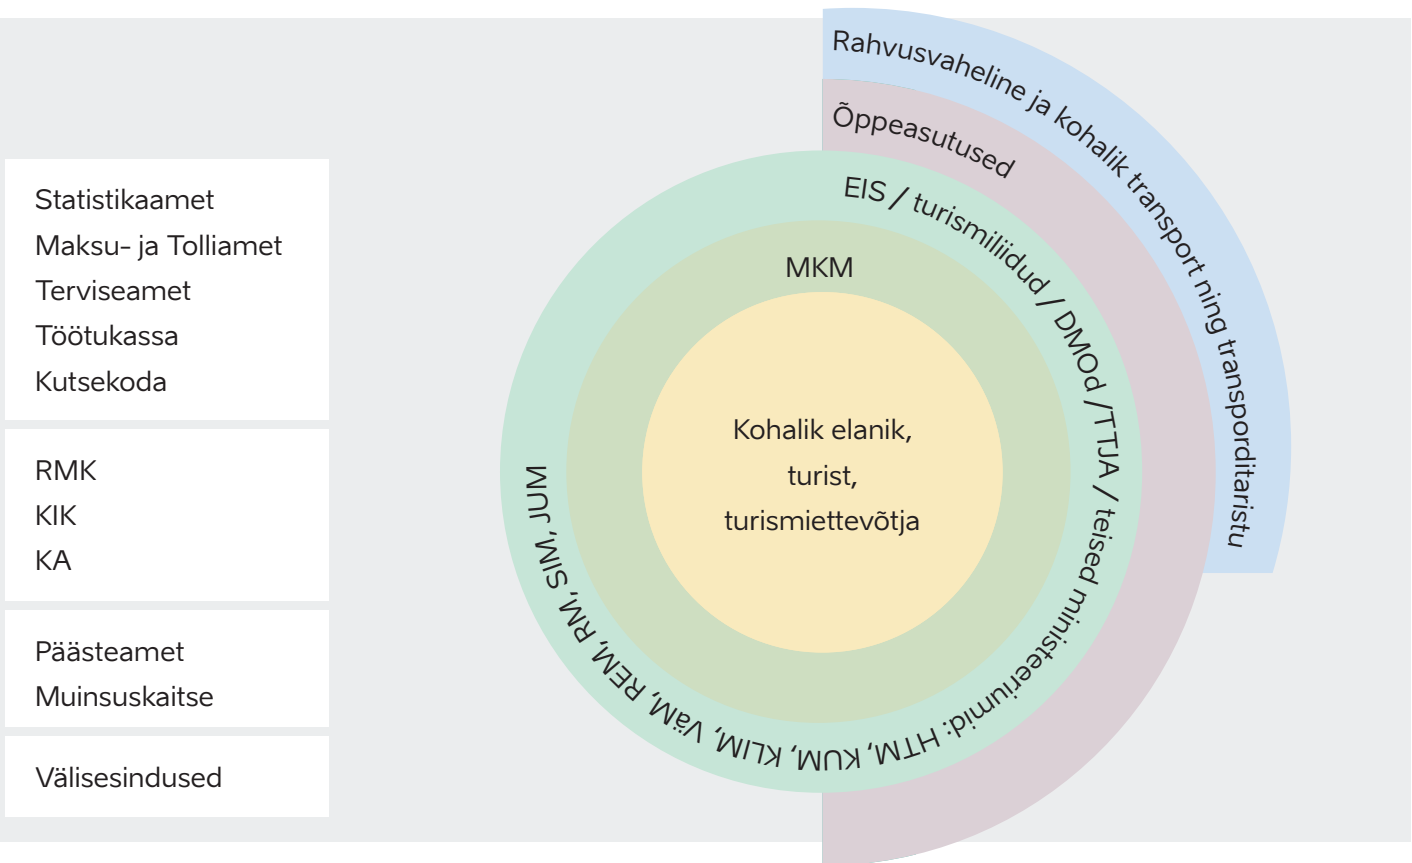 Statistikaamet
Maksu- ja Tolliamet
Terviseamet
Töötukassa
Kutsekoda
RMK
KIK
KA
Päästeamet
Muinsuskaitse
Välisesindused
Rahvusvaheline ja kohalik transport ning transporditaristu
Õppeasutused
EIS / turismiliidud / DMOd /TTJA / teised ministeeriumid: HTM, KUM, KLIM, VäM, REM, RM, SIM, JUM
MKM
Kohalik elanik,
turist,
turismiettevõtja